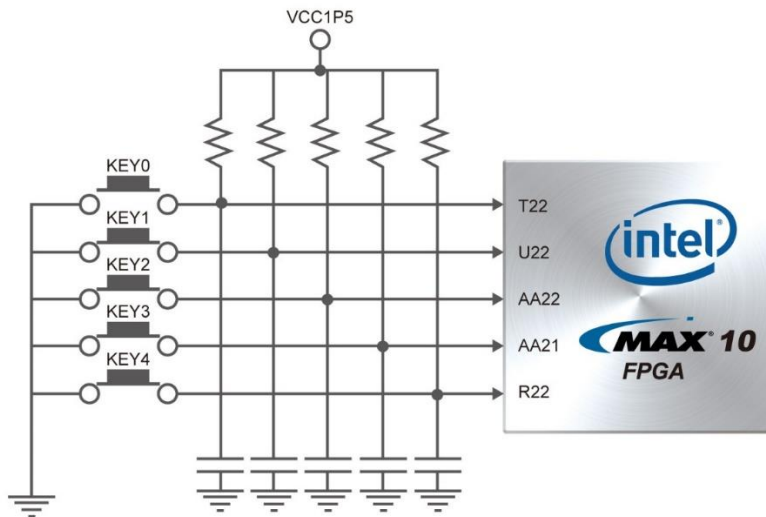 VCC1P5
KEY0
T22
KEY1
U22
KEY2
AA22
KEY3
AA21
KEY4
R22
intel
MAX® 10
FPGA